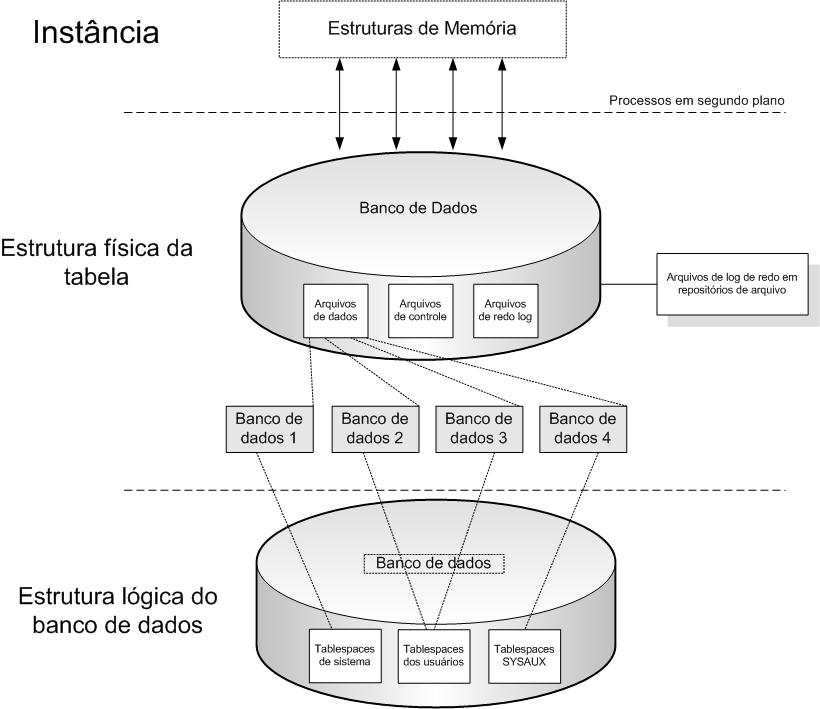 Instância
Estruturas de Memória
Processos em segundo plano
Banco de Dados
Estrutura física da
tabela
Arquivos
de dados
Arquivos
de controle
Arquivos
de redo log
Arquivos de log de redo em
repositórios de arquivo
Banco de
dados 1
Banco de
dados 2
Banco de
dados 3
Banco de
dados 4
Banco de dados
Estrutura lógica do
banco de dados
Tablespaces
de sistema
Tablespaces
dos usuários
Tablespaces
SYSAUX